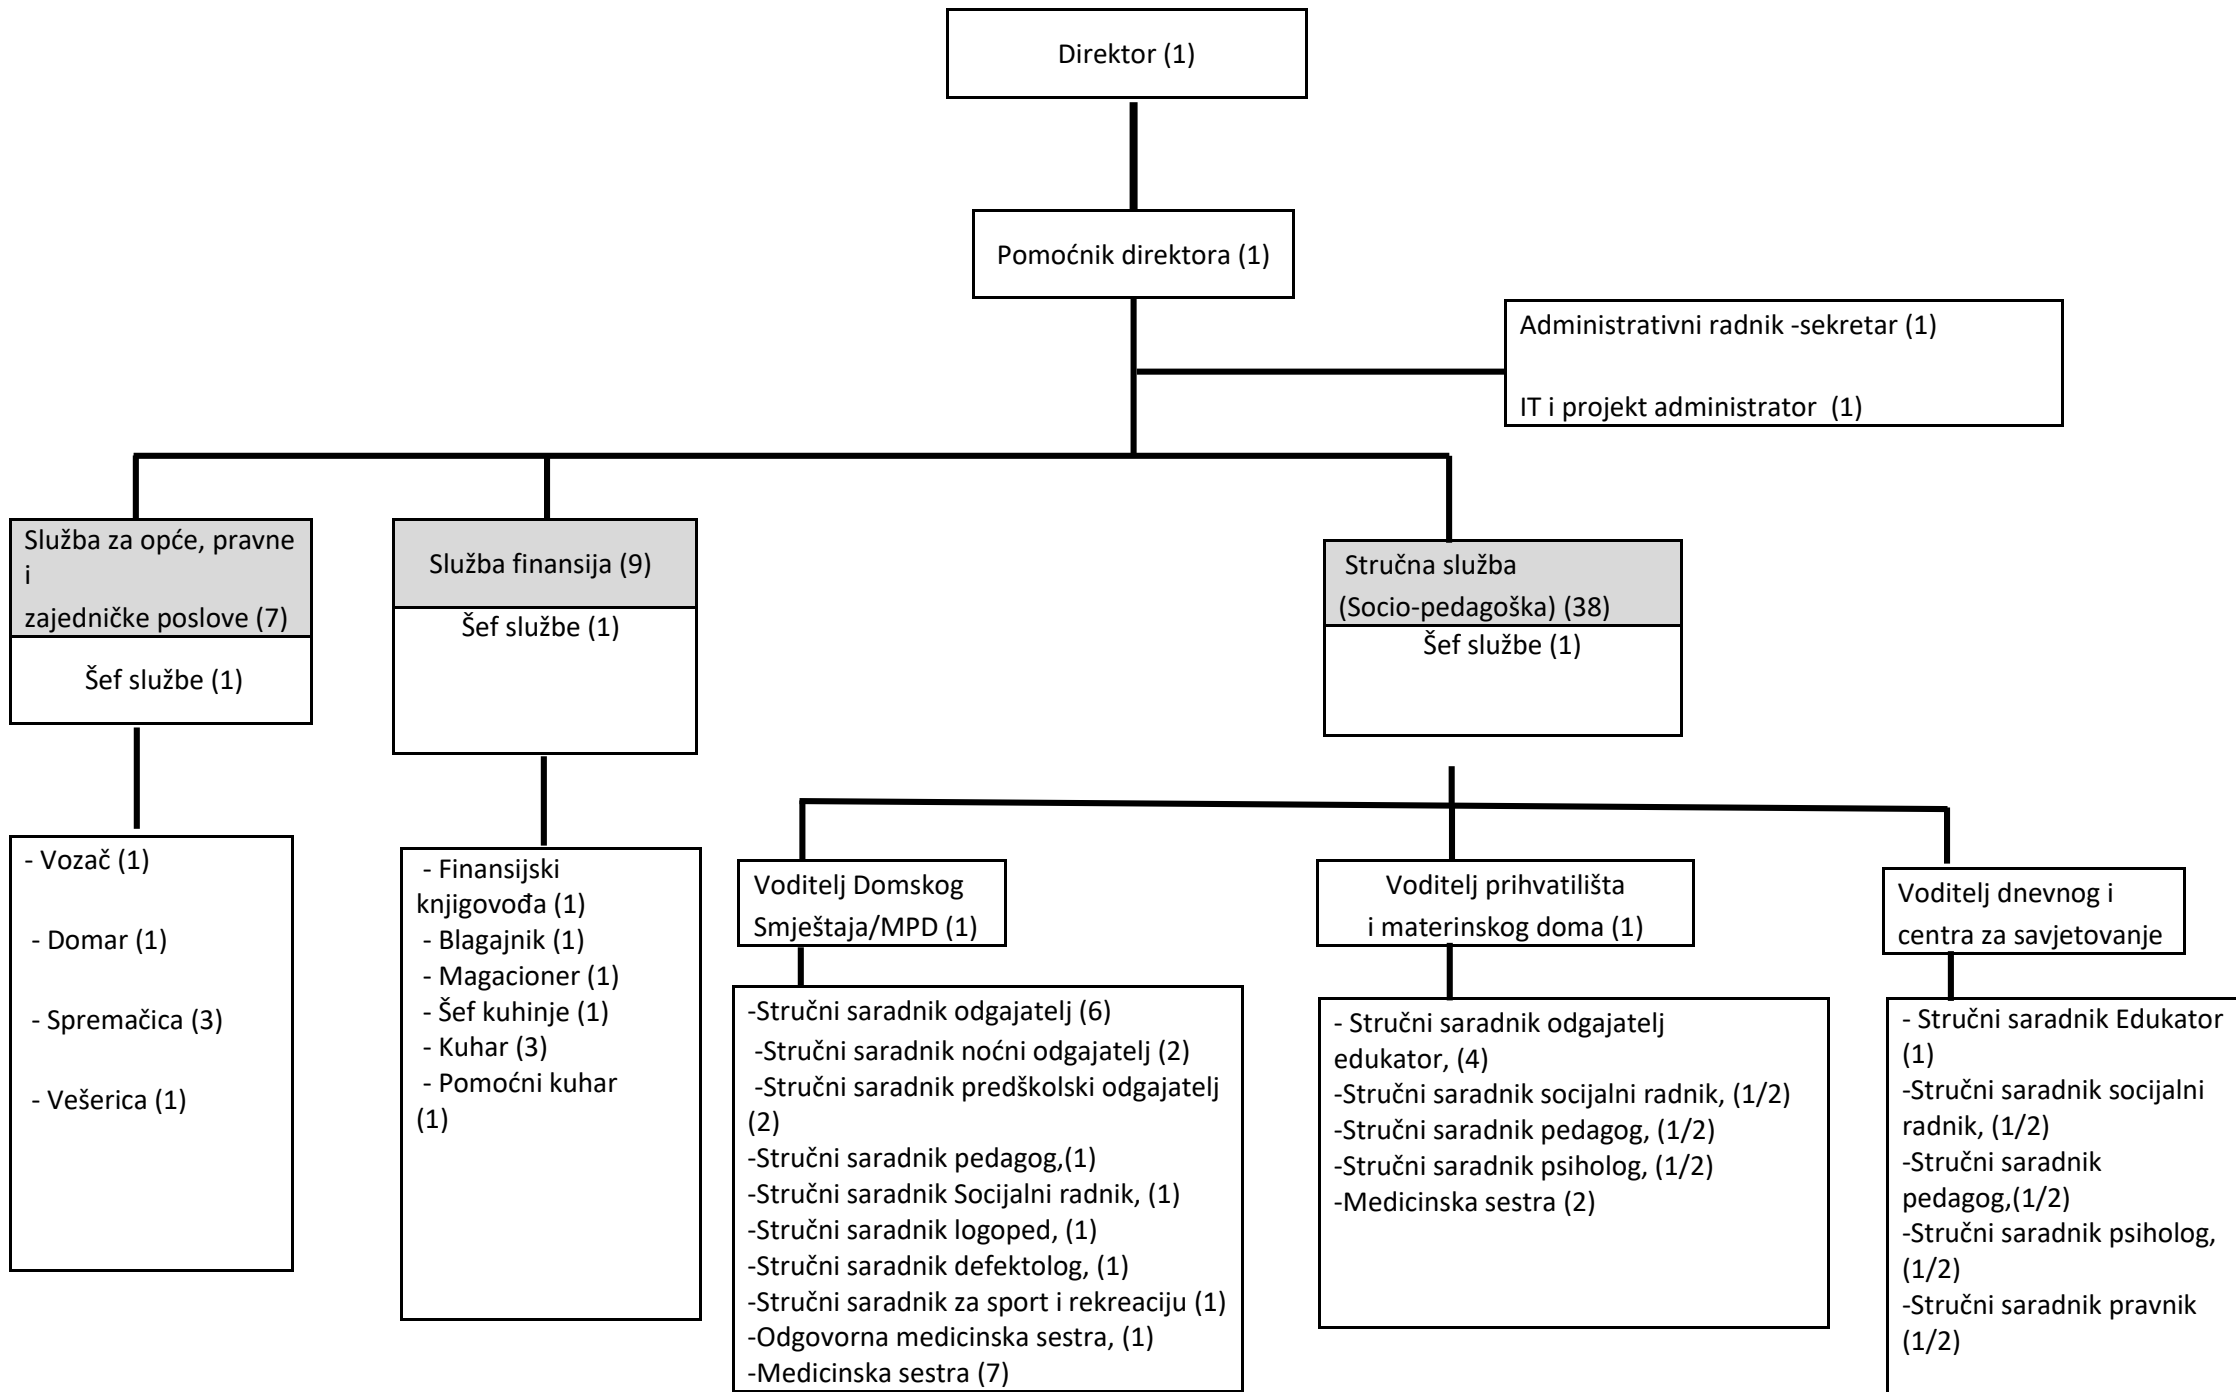 Direktor (1)
Pomoćnik direktora (1)
Administrativni radnik -sekretar (1)
IT i projekt administrator  (1)
Služba za opće, pravne
i
zajedničke poslove (7)
Šef službe (1)
Služba finansija (9)
Šef službe (1)
Stručna služba
(Socio-pedagoška) (38)
Šef službe (1)
- Vozač (1)
- Domar (1)
- Spremačica (3)
- Vešerica (1)
- Finansijski
knjigovođa (1)
- Blagajnik (1)
- Magacioner (1)
- Šef kuhinje (1)
- Kuhar (3)
- Pomoćni kuhar
(1)
Voditelj Domskog
Smještaja/MPD (1)
-Stručni saradnik odgajatelj (6)
-Stručni saradnik noćni odgajatelj (2)
-Stručni saradnik predškolski odgajatelj
(2)
-Stručni saradnik pedagog,(1)
-Stručni saradnik Socijalni radnik, (1)
-Stručni saradnik logoped, (1)
-Stručni saradnik defektolog, (1)
-Stručni saradnik za sport i rekreaciju (1)
-Odgovorna medicinska sestra, (1)
-Medicinska sestra (7)
Voditelj prihvatilišta
i materinskog doma (1)
- Stručni saradnik odgajatelj
edukator, (4)
-Stručni saradnik socijalni radnik, (1/2)
-Stručni saradnik pedagog, (1/2)
-Stručni saradnik psiholog, (1/2)
-Medicinska sestra (2)
Voditelj dnevnog i
centra za savjetovanje
- Stručni saradnik Edukator
(1)
-Stručni saradnik socijalni
radnik, (1/2)
-Stručni saradnik
pedagog,(1/2)
-Stručni saradnik psiholog,
(1/2)
-Stručni saradnik pravnik
(1/2)